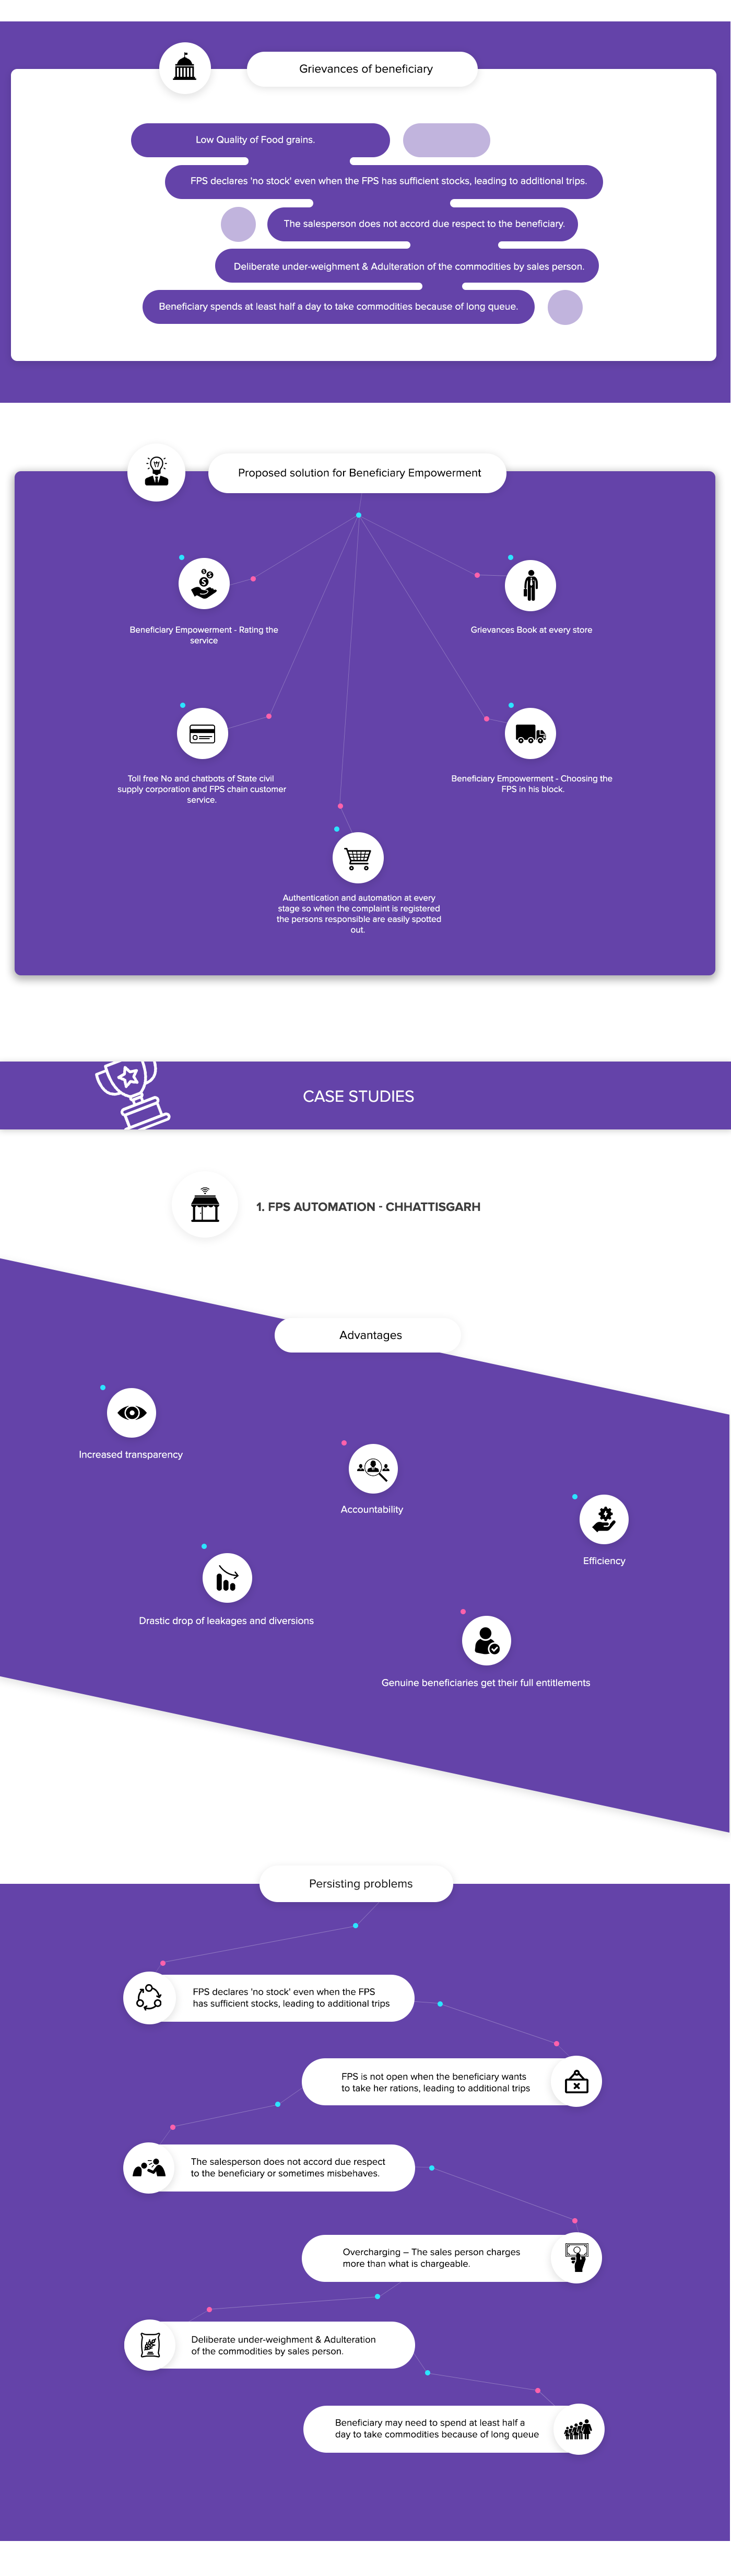 Grievances of beneficiary
Low Quality of Food grains.
FPS declares 'no stock' even when the FPS has sufficient stocks, leading to additional trips.
The salesperson does not accord due respect to the beneficiary.
Deliberate under-weighment & Adulteration of the commodities by sales person.
Beneficiary spends at least half a day to take commodities because of long queue.
Proposed solution for Beneficiary Empowerment
Beneficiary Empowerment - Rating the
service
Grievances Book at every store
Toll free No and chatbots of State civil
supply corporation and FPS chain customer
service.
Beneficiary Empowerment - Choosing the
FPS in his block.
Authentication and automation at every
stage so when the complaint is registered
the persons responsible are easily spotted
out.
CASE STUDIES
1. FPS AUTOMATION - CHHATTISGARH
Advantages
Increased transparency
Accountability
Efficiency
Drastic drop of leakages and diversions
Genuine beneficiaries get their full entitlements
Persisting problems
FPS declares 'no stock' even when the FPS
has sufficient stocks, leading to additional trips
FPS is not open when the beneficiary wants
to take her rations, leading to additional trips
The salesperson does not accord due respect
to the beneficiary or sometimes misbehaves.
Overcharging – The sales person charges
more than what is chargeable.
Deliberate under-weighment & Adulteration
of the commodities by sales person.
Beneficiary may need to spend at least half a
day to take commodities because of long queue